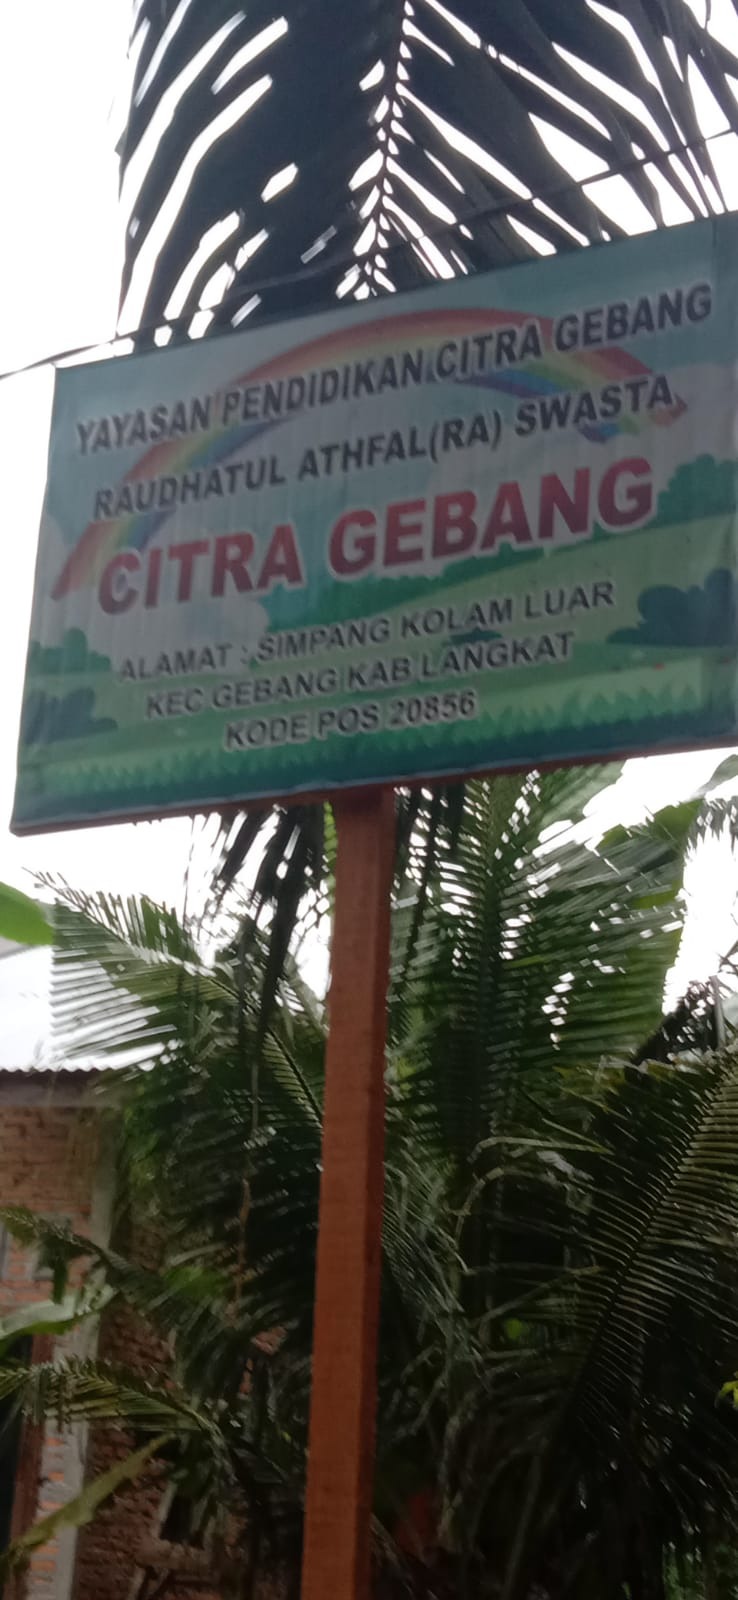 YAYASAN PENDIDIKAN CITRA GEBANG
RAUDHATUL ATHFAL(RA) SWASTA
CITRA GEBANG
ALAMAT : SIMPANG KOLAM LUAR
KEC GEBANG KAB LANGKAT
KODE POS 20856